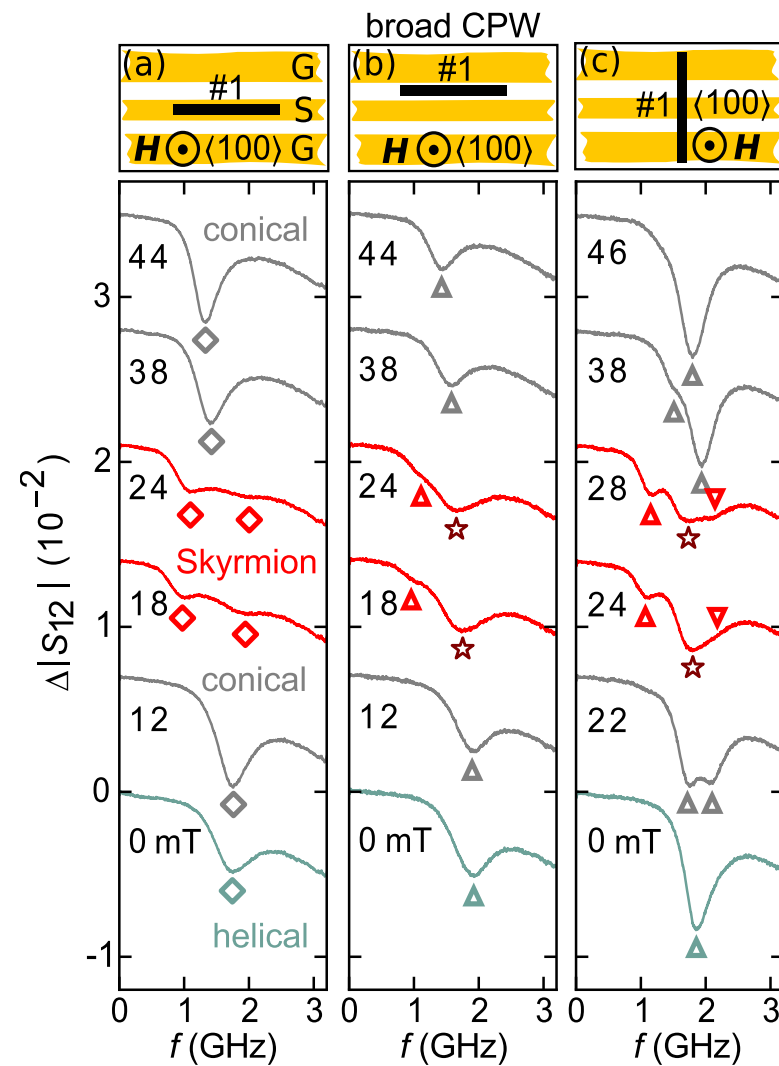 broad CPW
(a) G
#1
S
H ⟨100⟩ G
(b) #1
H ⟨100⟩
(c)
#1 ⟨100⟩
H
Δ|S12| (10−2)
3
2
1
0
-1
conical
44
38
24
Skyrmion
18
conical
12
0 mT
helical
0 1 2 3
f (GHz)
44
38
24
18
12
0 mT
0 1 2 3
f (GHz)
46
38
28
24
22
0 mT
0 1 2 3
f (GHz)